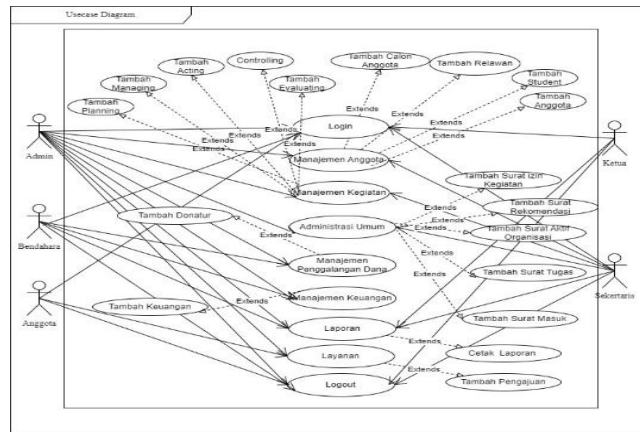 Usecase Diagram
Tambah
Planning
Tambah
Managing
Tambah
Acting
Controlling
Tambah
Evaluating
Tambah Calon
Anggota
Tambah Relawan
Tambah
Student
Tambah
Anggota
Extends
Extends
Extends
Extends
Extends
Extends
Extends
Extends
Extends
Login
Manajemen Anggota
Manajemen Kegiatan
Admin
Ketua
Tambah Surat Izin
Kegiatan
Extends
Tambah Surat
Rekomendasi
Extends
Tambah Donatur
Administrasi Umum
Extends
Tambah Surat Aktif
Organisasi
Bendahara
Extends
Extends
Manajemen
Penggalangan Dana
Tambah Surat Tugas
Sekertaris
Extends
Manajemen Keuangan
Extends
Tambah Keuangan
Tambah Surat Masuk
Anggota
Laporan
Extends
Cetak Laporan
Layanan
Extends
Tambah Pengajuan
Logout